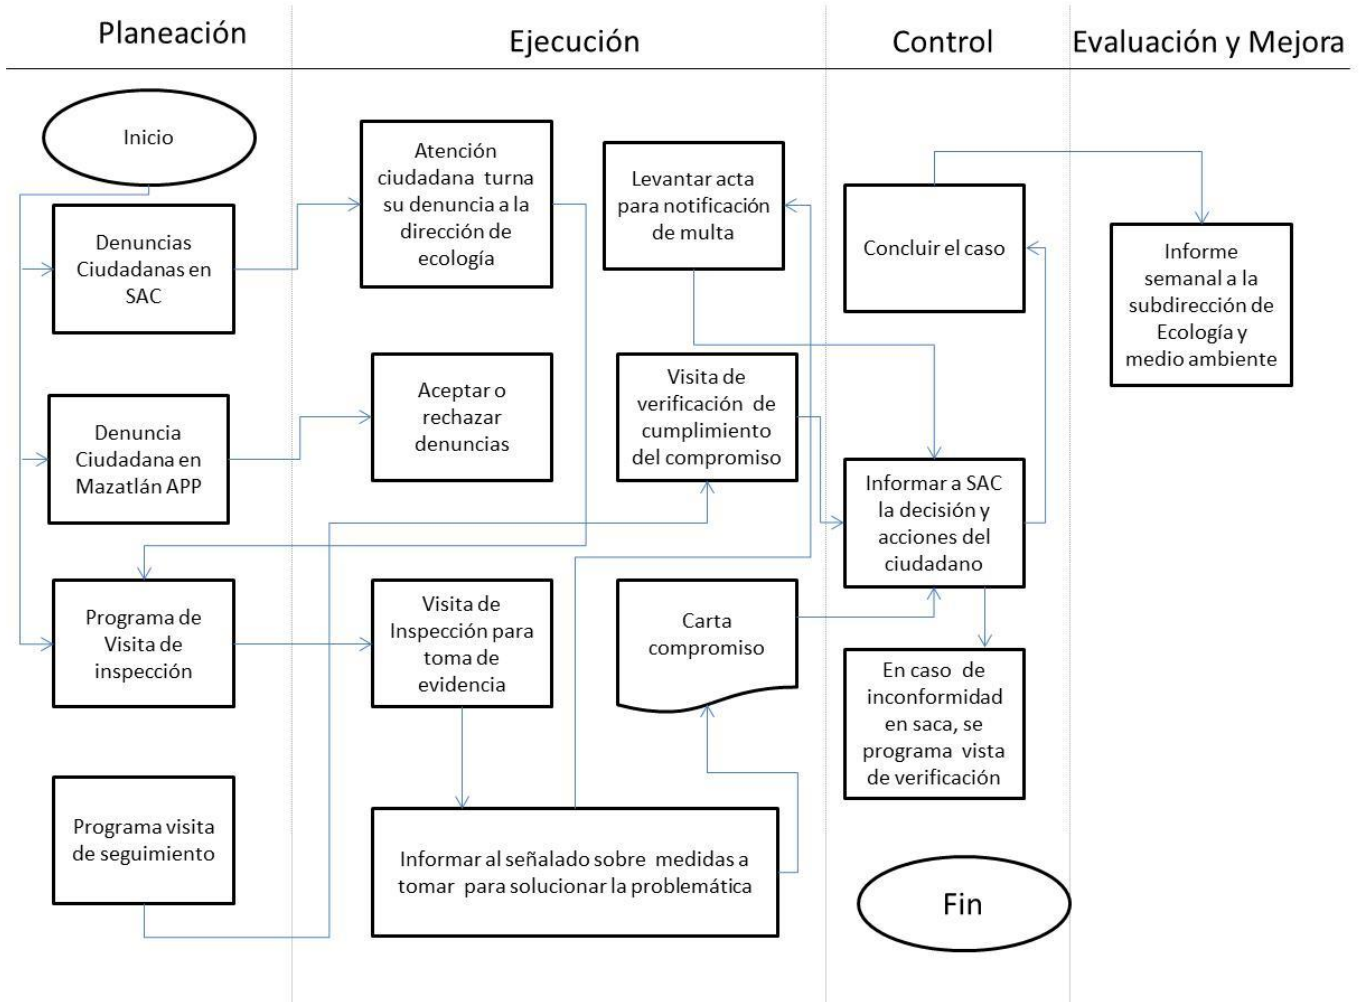 Planeación
Ejecución
Control
Evaluación y Mejora
Inicio
Denuncias
Ciudadanas en
SAC
Denuncia
Ciudadana en
Mazatlán APP
Programa de
Visita de
inspección
Programa visita
de seguimiento
Atención
ciudadana turna
su denuncia a la
dirección de
ecología
Aceptar o
rechazar
denuncias
Visita de
Inspección para
toma de
evidencia
Informar al señalado sobre medidas a
tomar para solucionar la problemática
Levantar acta
para notificación
de multa
Visita de
verificación de
cumplimiento
del compromiso
Carta
compromiso
Concluir el caso
Informar a SAC
la decisión y
acciones del
ciudadano
En caso de
inconformidad
en saca, se
programa vista
de verificación
Fin
Informe
semanal a la
subdirección de
Ecología y
medio ambiente